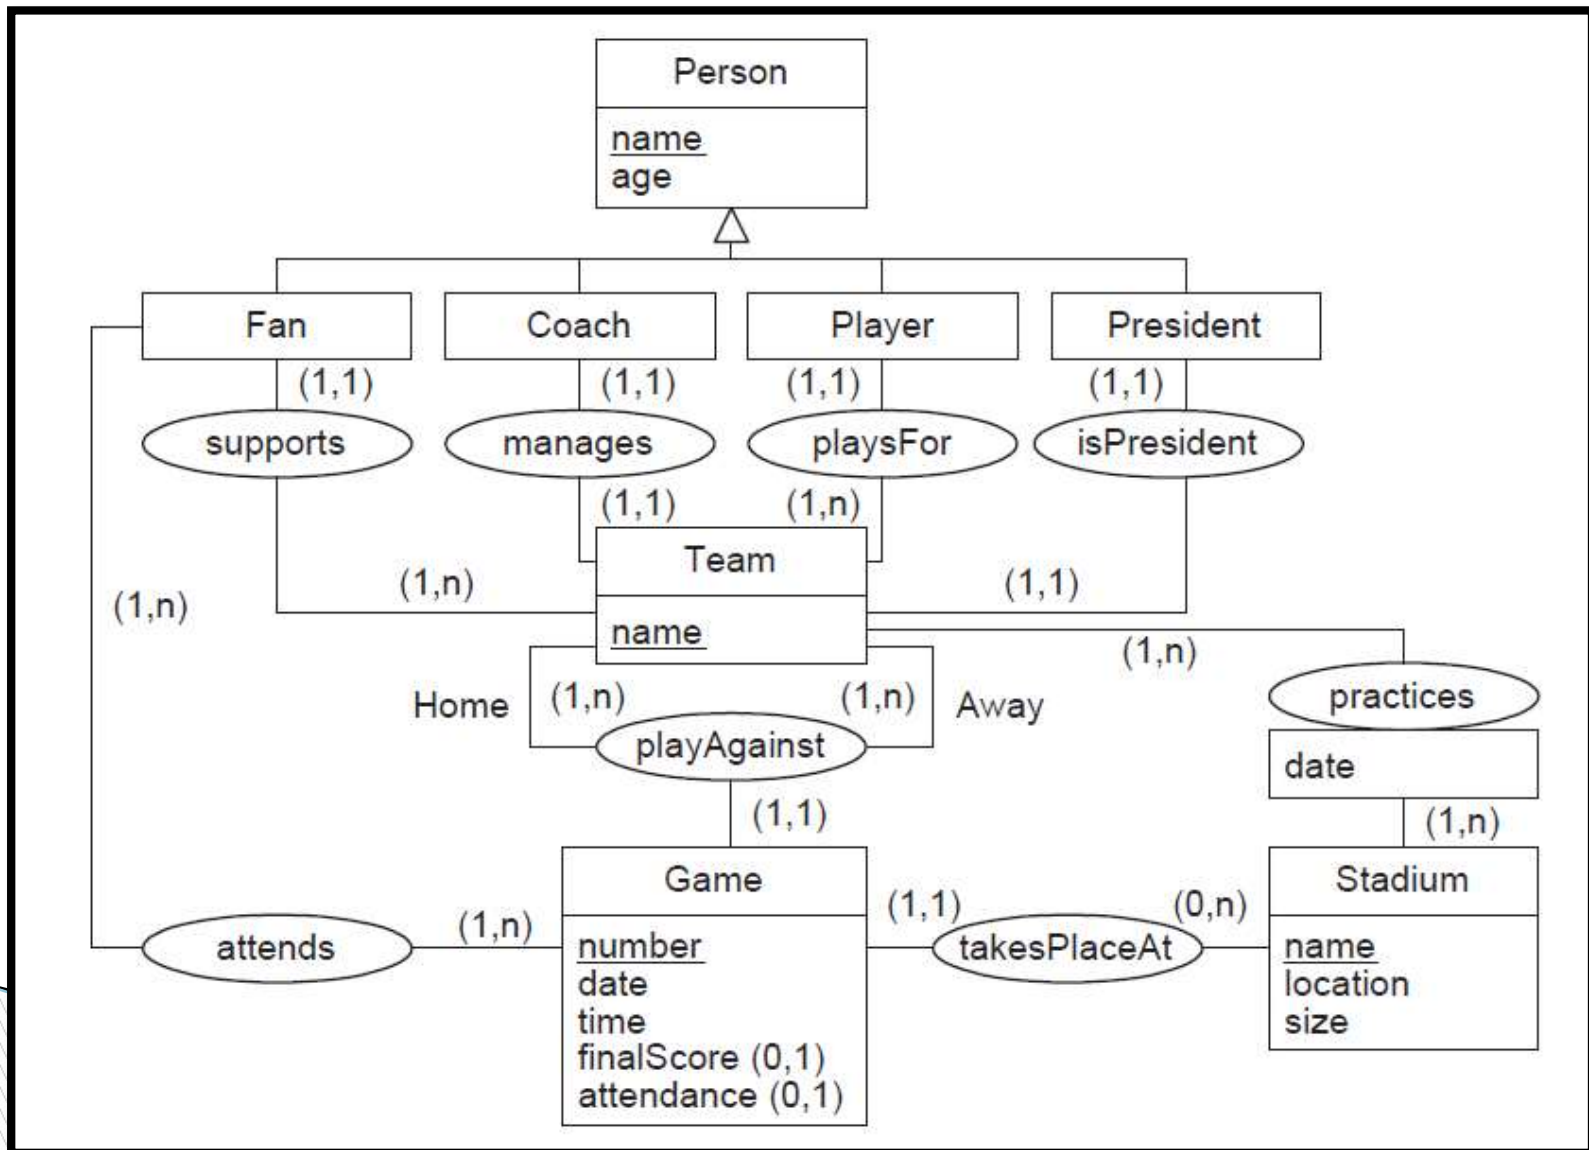 Person
name
age
Fan
Coach
Player
President
(1,1)
(1,1)
(1,1)
(1,1)
supports
manages
playsFor
isPresident
(1,1)
(1,n)
Team
name
(1,n)
(1,n)
(1,1)
(1,n)
Home
(1,n)
(1,n)
Away
practices
date
playAgainst
(1,1)
(1,n)
attends
(1,n)
Game
number
date
time
finalScore (0,1)
attendance (0,1)
(1,1)
takesPlaceAt
(0,n)
Stadium
name
location
size